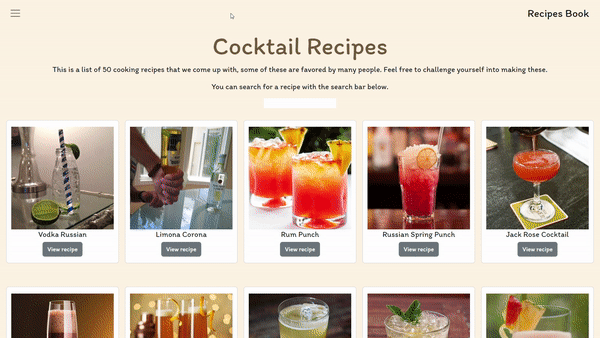 Recipes Book
Cocktail Recipes
This is a list of 50 cooking recipes that we come up with, some of these are favored by many people. Feel free to challenge yourself into making these.
You can search for a recipe with the search bar below.
Vodka Russian
Limona Corona
Rum Punch
Russian Spring Punch
Jack Rose Cocktail
View recipe
View recipe
View recipe
View recipe
View recipe